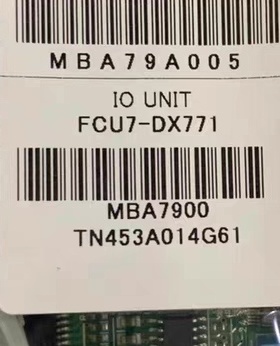 MBA79A005
IO UNIT
FCU7-DX771
MBA7900
TN453A014G61